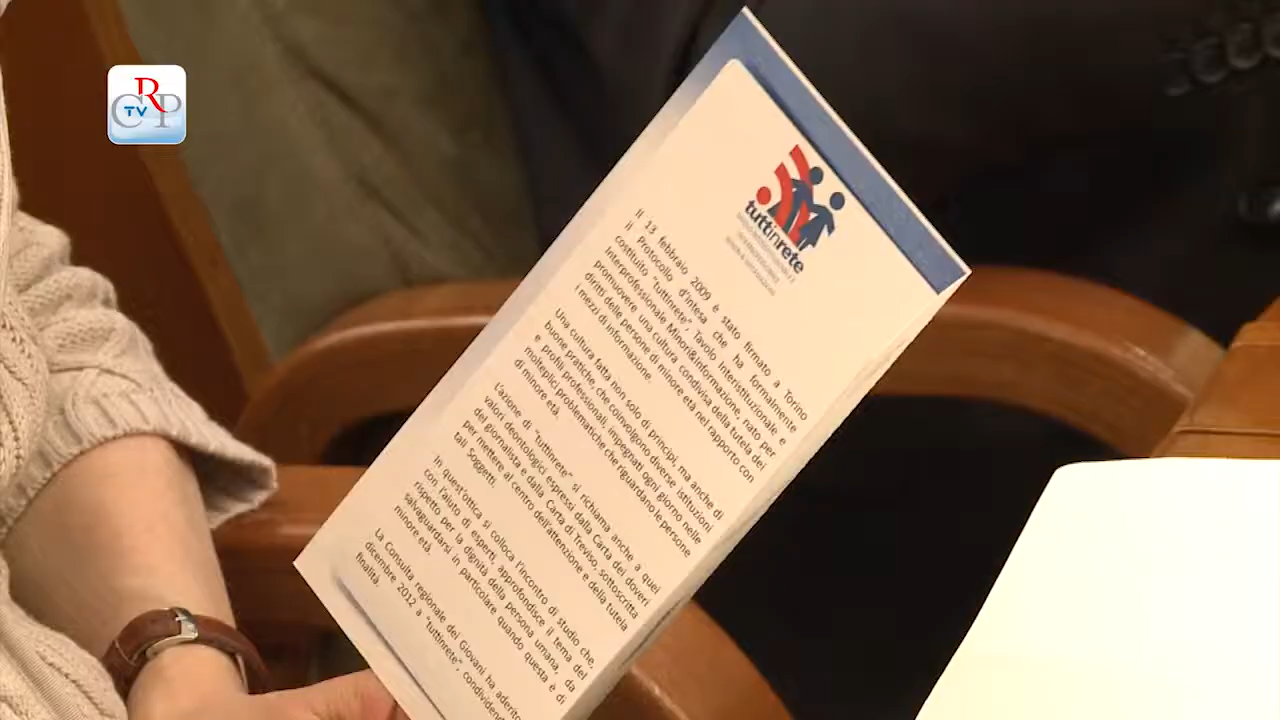 CRP
TV
tuttinrete
Il 13 febbraio 2009 è stato firmato a Torino
il Protocollo d'intesa che ha formalmente
costituito "tuttinrete", Tavolo Interistituzionale e
Interprofessionale Minori&Informazione, nato per
promuovere una cultura condivisa della tutela dei
diritti delle persone di minore età nel rapporto con
i mezzi di informazione.
Una cultura fatta non solo di principi, ma anche di
buone pratiche, che coinvolgono diverse istituzioni
e profili professionali, impegnati ogni giorno nelle
molteplici problematiche che riguardano le persone
di minore età.
L'azione di "tuttinrete" si richiama anche a quei
valori deontologici espressi dalla Carta dei doveri
del giornalista e dalla Carta di Treviso, sottoscritta
per mettere al centro dell'attenzione e della tutela
tali Soggetti.
In quest'ottica si colloca l'incontro di studio che,
con l'aiuto di esperti, approfondisce il tema del
rispetto per la dignità della persona umana, da
salvaguardarsi in particolare quando questa è di
minore età.
La Consulta regionale dei Giovani ha aderito
dicembre 2012 a "tuttinrete", condividend
finalità.